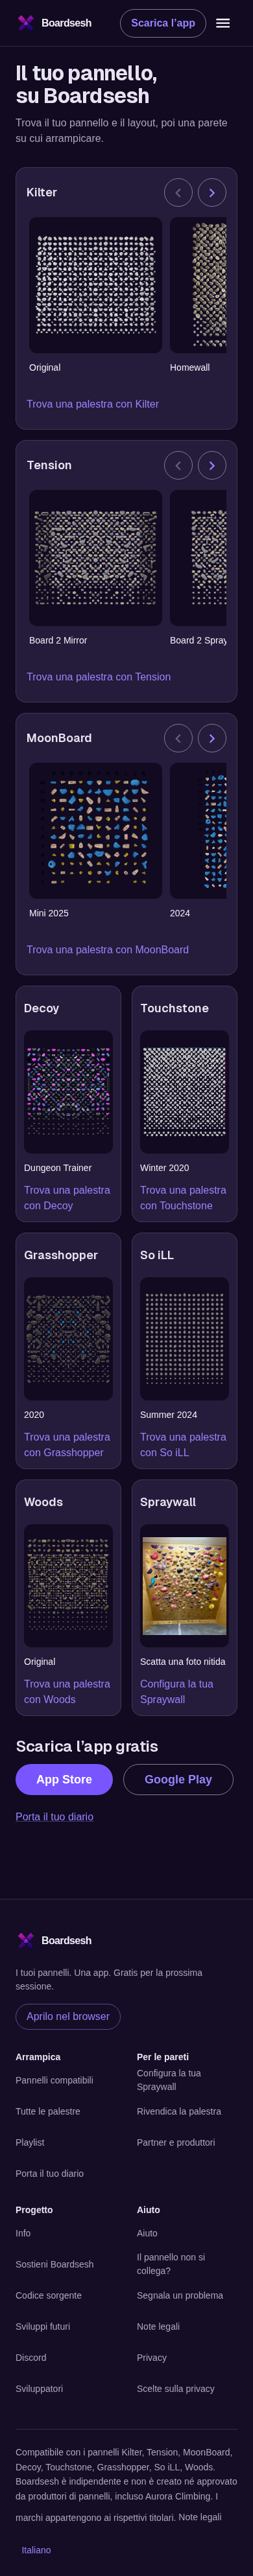 Boardsesh
Scarica l'app
Il tuo pannello,
su Boardsesh
Trova il tuo pannello e il layout, poi una parete
su cui arrampicare.
Kilter
Original
Homewall
Trova una palestra con Kilter
Tension
Board 2 Mirror
Board 2 Spray
Trova una palestra con Tension
MoonBoard
Mini 2025
2024
Trova una palestra con MoonBoard
Decoy
Dungeon Trainer
Trova una palestra
con Decoy
Touchstone
Winter 2020
Trova una palestra
con Touchstone
Grasshopper
2020
Trova una palestra
con Grasshopper
So iLL
Summer 2024
Trova una palestra
con So iLL
Woods
Original
Trova una palestra
con Woods
Spraywall
Scatta una foto nitida
Configura la tua
Spraywall
Scarica l'app gratis
App Store
Google Play
Porta il tuo diario
Boardsesh
I tuoi pannelli. Una app. Gratis per la prossima
sessione.
Aprilo nel browser
Arrampica
Pannelli compatibili
Tutte le palestre
Playlist
Porta il tuo diario
Per le pareti
Configura la tua
Spraywall
Rivendica la palestra
Partner e produttori
Progetto
Info
Sostieni Boardsesh
Codice sorgente
Sviluppi futuri
Discord
Sviluppatori
Aiuto
Aiuto
Il pannello non si
collega?
Segnala un problema
Note legali
Privacy
Scelte sulla privacy
Compatibile con i pannelli Kilter, Tension, MoonBoard,
Decoy, Touchstone, Grasshopper, So iLL, Woods.
Boardsesh è indipendente e non è creato né approvato
da produttori di pannelli, incluso Aurora Climbing. I
marchi appartengono ai rispettivi titolari. Note legali
Italiano